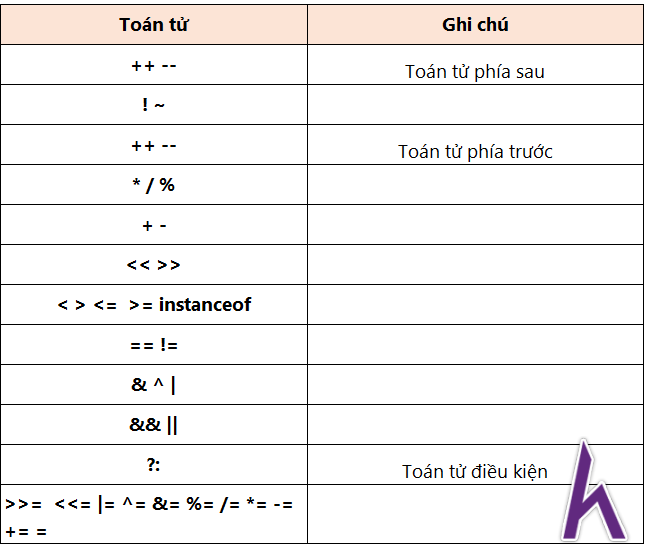 Toán tử Ghi chú
++ -- Toán tử phía sau
! ~
++ -- Toán tử phía trước
* / %
+ -
<< >>
< > <= >= instanceof
== !=
& ^ |
&& ||
?: Toán tử điều kiện
>>= <<= |= ^= &= %= /= *= -=
+= =